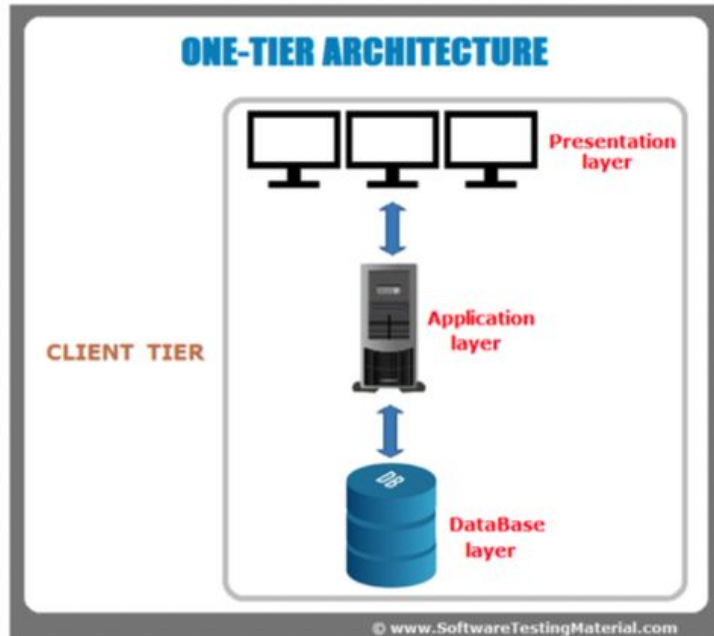 ONE-TIER ARCHITECTURE
Presentation
layer
Application
layer
CLIENT TIER
DB
DataBase
layer
© www.SoftwareTestingMaterial.com